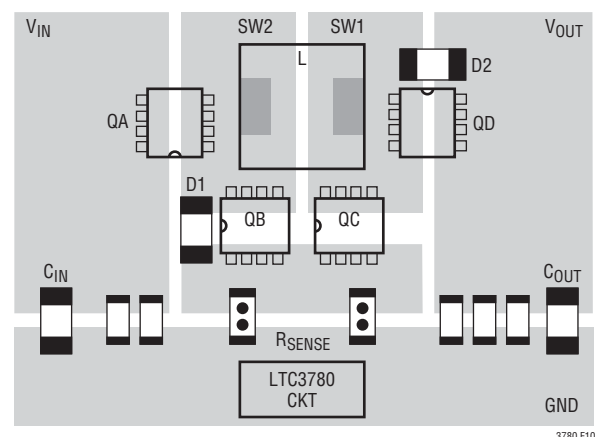 VIN SW2 SW1 VOUT
L
D2
QA QD
D1
QB QC
CIN COUT
RSENSE
LTC3780
CKT
GND
3780 F10